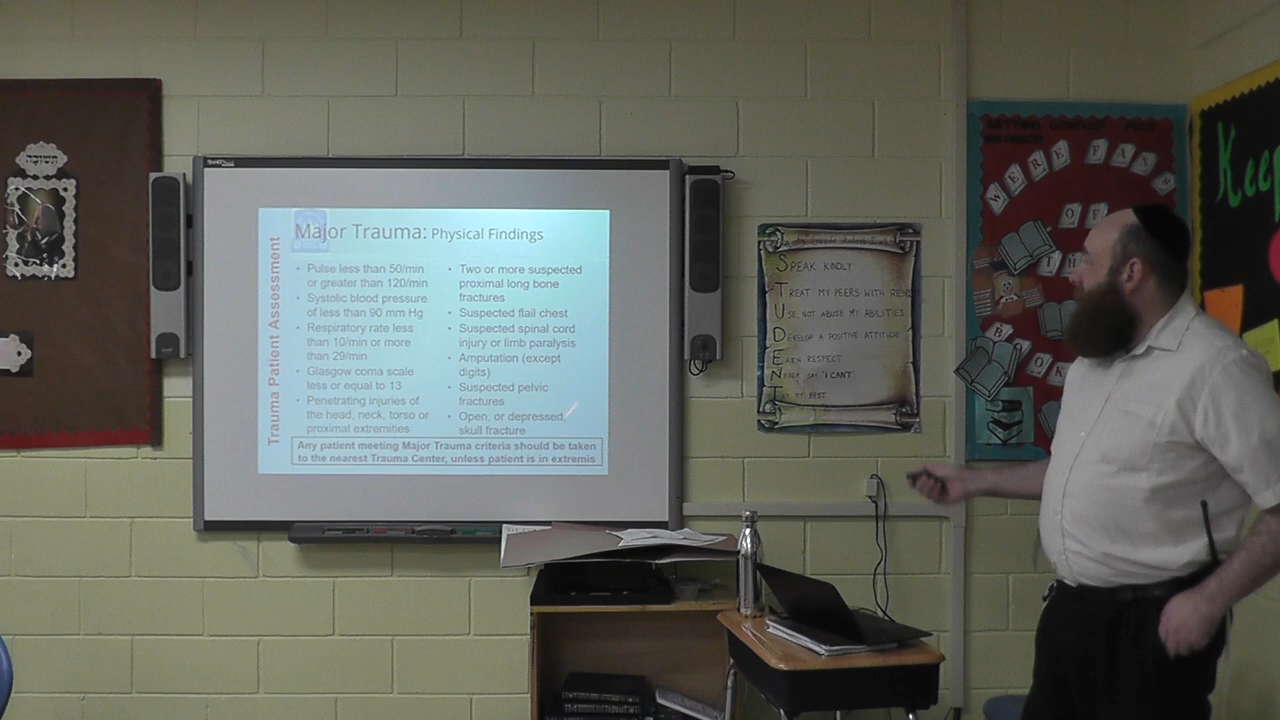 תשובה
Trauma Patient Assessment
Major Trauma: Physical Findings
• Pulse less than 50/min
or greater than 120/min
• Systolic blood pressure
of less than 90 mm Hg
• Respiratory rate less
than 10/min or more
than 29/min
• Glasgow coma scale
less or equal to 13
• Penetrating injuries of
the head, neck, torso or
proximal extremities
• Two or more suspected
proximal long bone
fractures
• Suspected flail chest
• Suspected spinal cord
injury or limb paralysis
• Amputation (except
digits)
• Suspected pelvic
fractures
• Open, or depressed,
skull fracture
Any patient meeting Major Trauma criteria should be taken
to the nearest Trauma Center, unless patient is in extremis
SPEAK KINDLY
TREAT MY PEERS WITH
USE, NOT ABUSE MY ABILITIES
DEVELOP A POSITIVE ATTITUDE
EARN RESPECT
NEVER SAY "I CAN'T"
MY BEST
WE'RE FANS
OF
BOOK
Keep